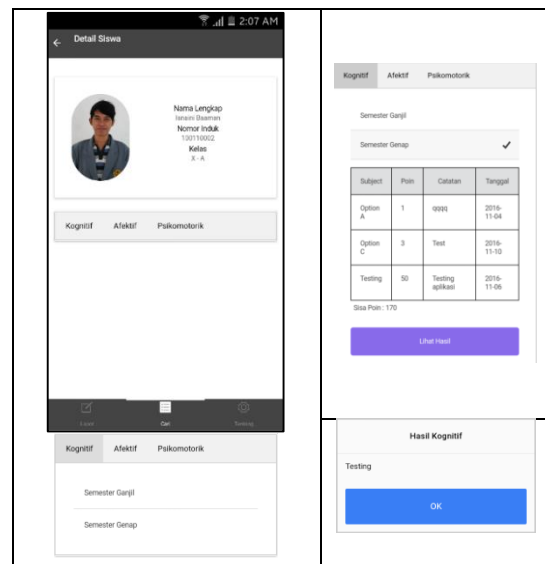 2:07 AM
Detail Siswa
Nama Lengkap
Isnaini Baaman
Nomor Induk
130110002
Kelas
X - A
Kognitif Afektif Psikomotorik
Cari Tentang
Kognitif Afektif Psikomotorik
Semester Ganjil
Semester Genap
Kognitif Afektif Psikomotorik
Semester Ganjil
Semester Genap
Subject Poin Catatan Tanggal
Option A 1 qqqq 2016-11-04
Option C 3 Test 2016-11-10
Testing 50 Testing aplikasi 2016-11-06
Sisa Poin : 170
Lihat Hasil
Hasil Kognitif
Testing
OK